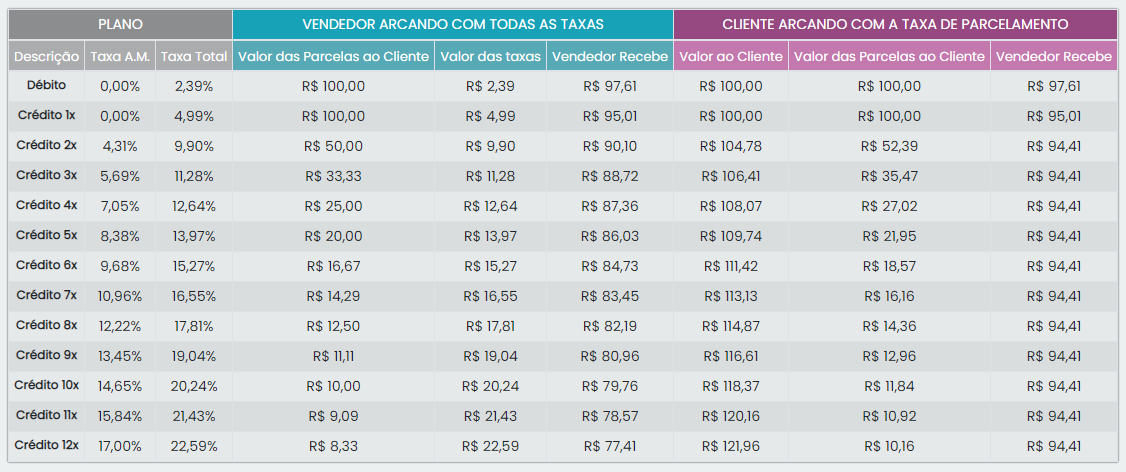 PLANO VENDEDOR ARCANDO COM TODAS AS TAXAS CLIENTE ARCANDO COM A TAXA DE PARCELAMENTO
Descrição Taxa A.M. Taxa Total Valor das Parcelas ao Cliente Valor das taxas Vendedor Recebe Valor ao Cliente Valor das Parcelas ao Cliente Vendedor Recebe
Débito 0,00% 2,39% R$ 100,00 R$ 2,39 R$ 97,61 R$ 100,00 R$ 100,00 R$ 97,61
Crédito 1x 0,00% 4,99% R$ 100,00 R$ 4,99 R$ 95,01 R$ 100,00 R$ 100,00 R$ 95,01
Crédito 2x 4,31% 9,90% R$ 50,00 R$ 9,90 R$ 90,10 R$ 104,78 R$ 52,39 R$ 94,41
Crédito 3x 5,69% 11,28% R$ 33,33 R$ 11,28 R$ 88,72 R$ 106,41 R$ 35,47 R$ 94,41
Crédito 4x 7,05% 12,64% R$ 25,00 R$ 12,64 R$ 87,36 R$ 108,07 R$ 27,02 R$ 94,41
Crédito 5x 8,38% 13,97% R$ 20,00 R$ 13,97 R$ 86,03 R$ 109,74 R$ 21,95 R$ 94,41
Crédito 6x 9,68% 15,27% R$ 16,67 R$ 15,27 R$ 84,73 R$ 111,42 R$ 18,57 R$ 94,41
Crédito 7x 10,96% 16,55% R$ 14,29 R$ 16,55 R$ 83,45 R$ 113,13 R$ 16,16 R$ 94,41
Crédito 8x 12,22% 17,81% R$ 12,50 R$ 17,81 R$ 82,19 R$ 114,87 R$ 14,36 R$ 94,41
Crédito 9x 13,45% 19,04% R$ 11,11 R$ 19,04 R$ 80,96 R$ 116,61 R$ 12,96 R$ 94,41
Crédito 10x 14,65% 20,24% R$ 10,00 R$ 20,24 R$ 79,76 R$ 118,37 R$ 11,84 R$ 94,41
Crédito 11x 15,84% 21,43% R$ 9,09 R$ 21,43 R$ 78,57 R$ 120,16 R$ 10,92 R$ 94,41
Crédito 12x 17,00% 22,59% R$ 8,33 R$ 22,59 R$ 77,41 R$ 121,96 R$ 10,16 R$ 94,41